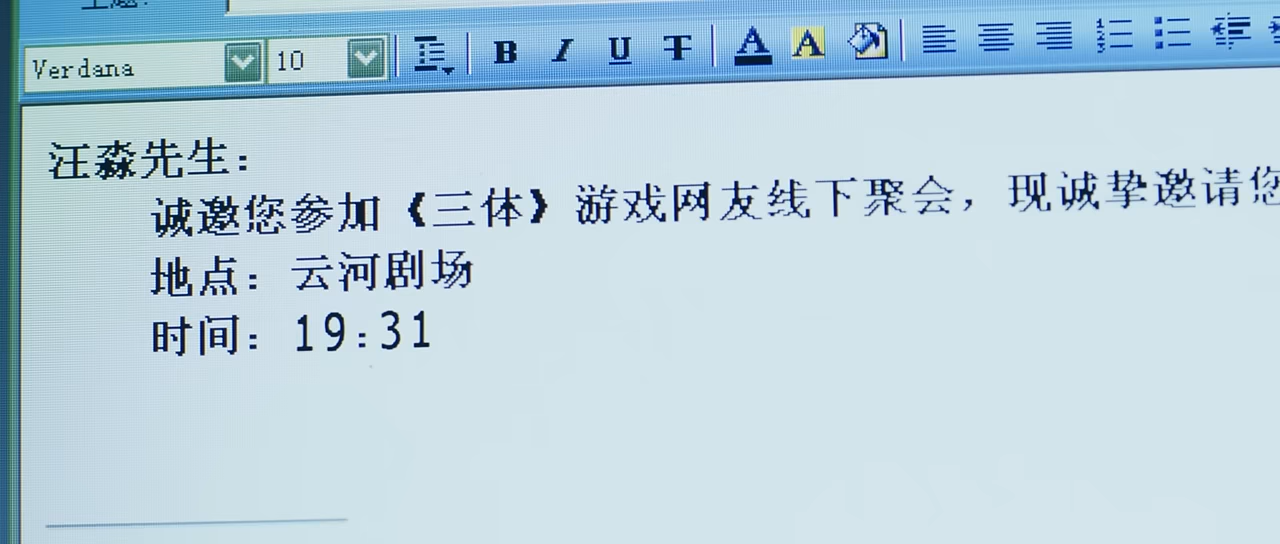 Verdana
10
B I U T A A
汪淼先生：
诚邀您参加《三体》游戏网友线下聚会，现诚挚邀请您
地点：云河剧场
时间：19:31